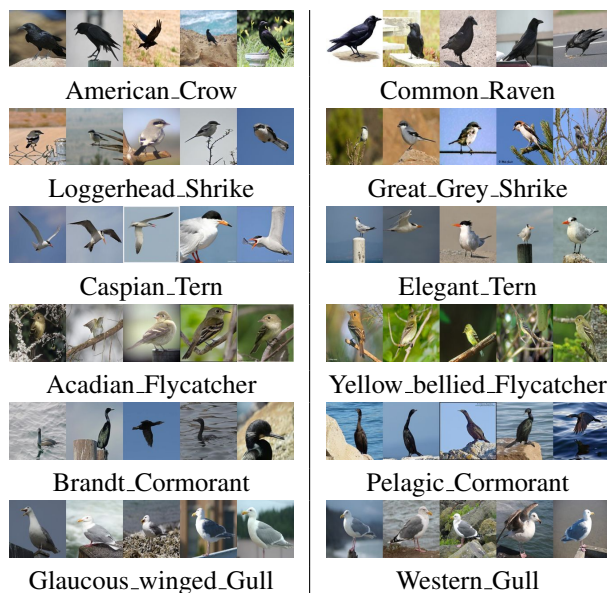 American_Crow
Common_Raven
Loggerhead_Shrike
Great_Grey_Shrike
Caspian_Tern
Elegant_Tern
Acadian_Flycatcher
Yellow_bellied_Flycatcher
Brandt_Cormorant
Pelagic_Cormorant
Glaucous_winged_Gull
Western_Gull